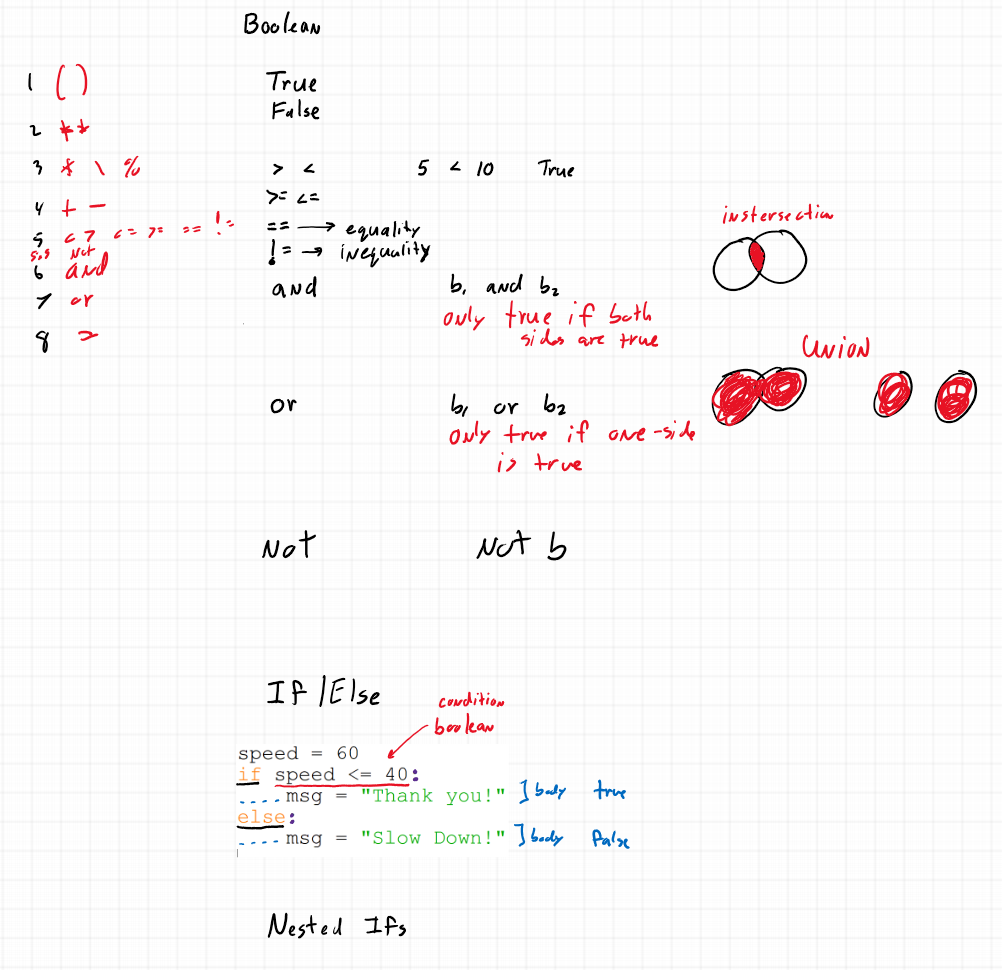 Boolean
1 ( )
2 **
3 * \ %
4 + -
5 < > <= >= == !=
5.5 Not
6 and
7 or
8 =
True
False
> < 5 < 10 True
>= <=
== → equality
!= → inequality
and b1 and b2
only true if both
sides are true
instersection
UNION
or b1 or b2
only true if one-side
is true
Not Not b
If/Else
condition
boolean
speed = 60
if speed <= 40:
....msg = "Thank you!" ] body true
else:
....msg = "Slow Down!" ] body false
Nested Ifs